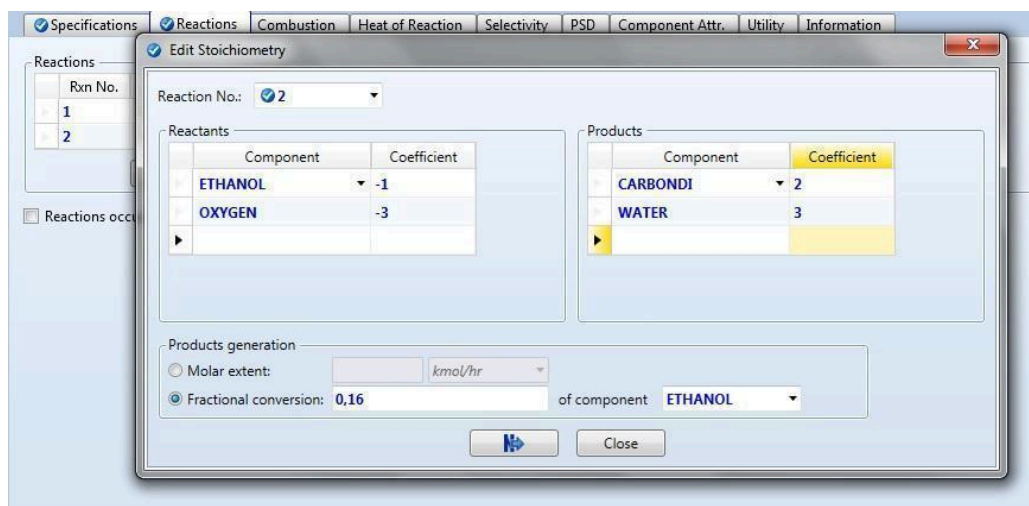 Specifications Reactions Combustion Heat of Reaction Selectivity PSD Component Attr. Utility Information
Edit Stoichiometry
Reactions
Rxn No.
1
2
Reactions occu
Reaction No.: 2
Reactants
Component Coefficient
ETHANOL -1
OXYGEN -3
Products
Component Coefficient
CARBONDI 2
WATER 3
Products generation
Molar extent: kmol/hr
Fractional conversion: 0,16 of component ETHANOL
N
Close